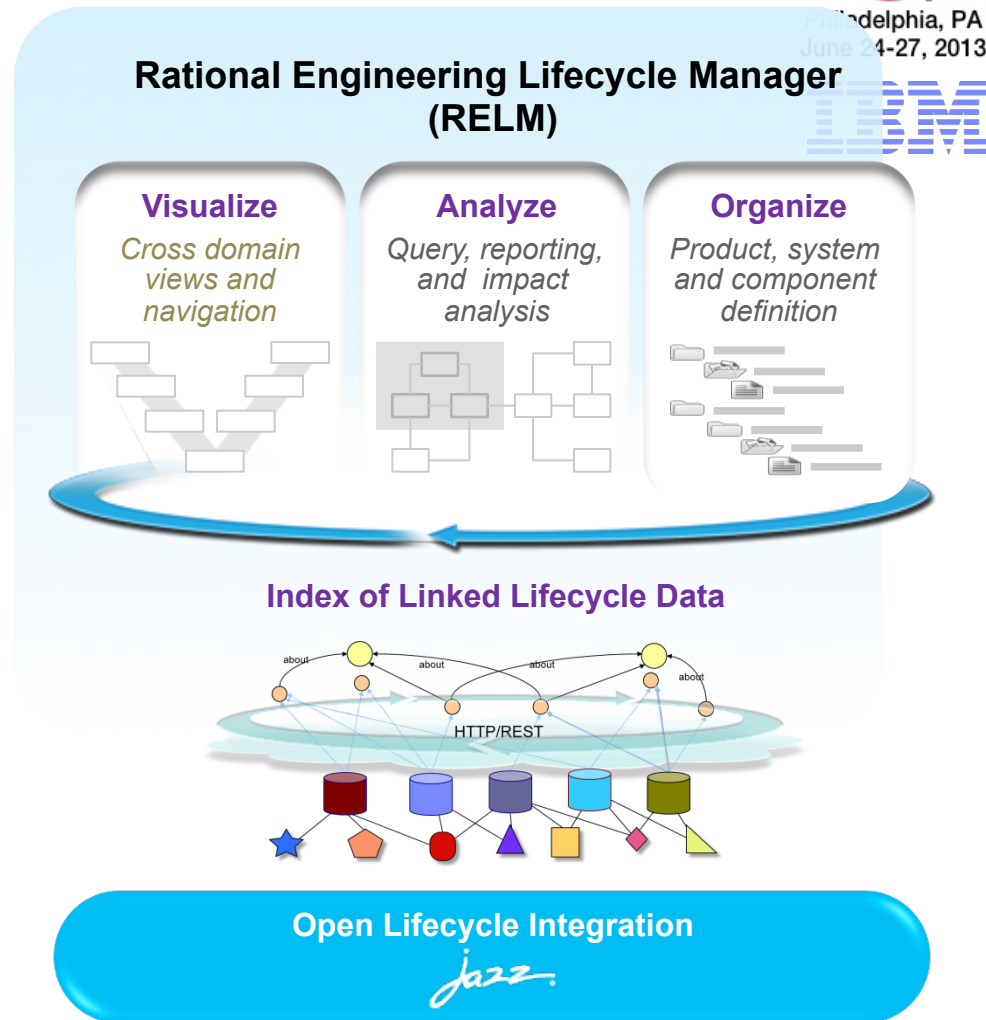 Philadelphia, PA
June 24-27, 2013
IBM
Rational Engineering Lifecycle Manager
(RELM)
Visualize
Cross domain
views and
navigation
Analyze
Query, reporting,
and impact
analysis
Organize
Product, system
and component
definition
Index of Linked Lifecycle Data
about
about
about
about
HTTP/REST
Open Lifecycle Integration
jazz